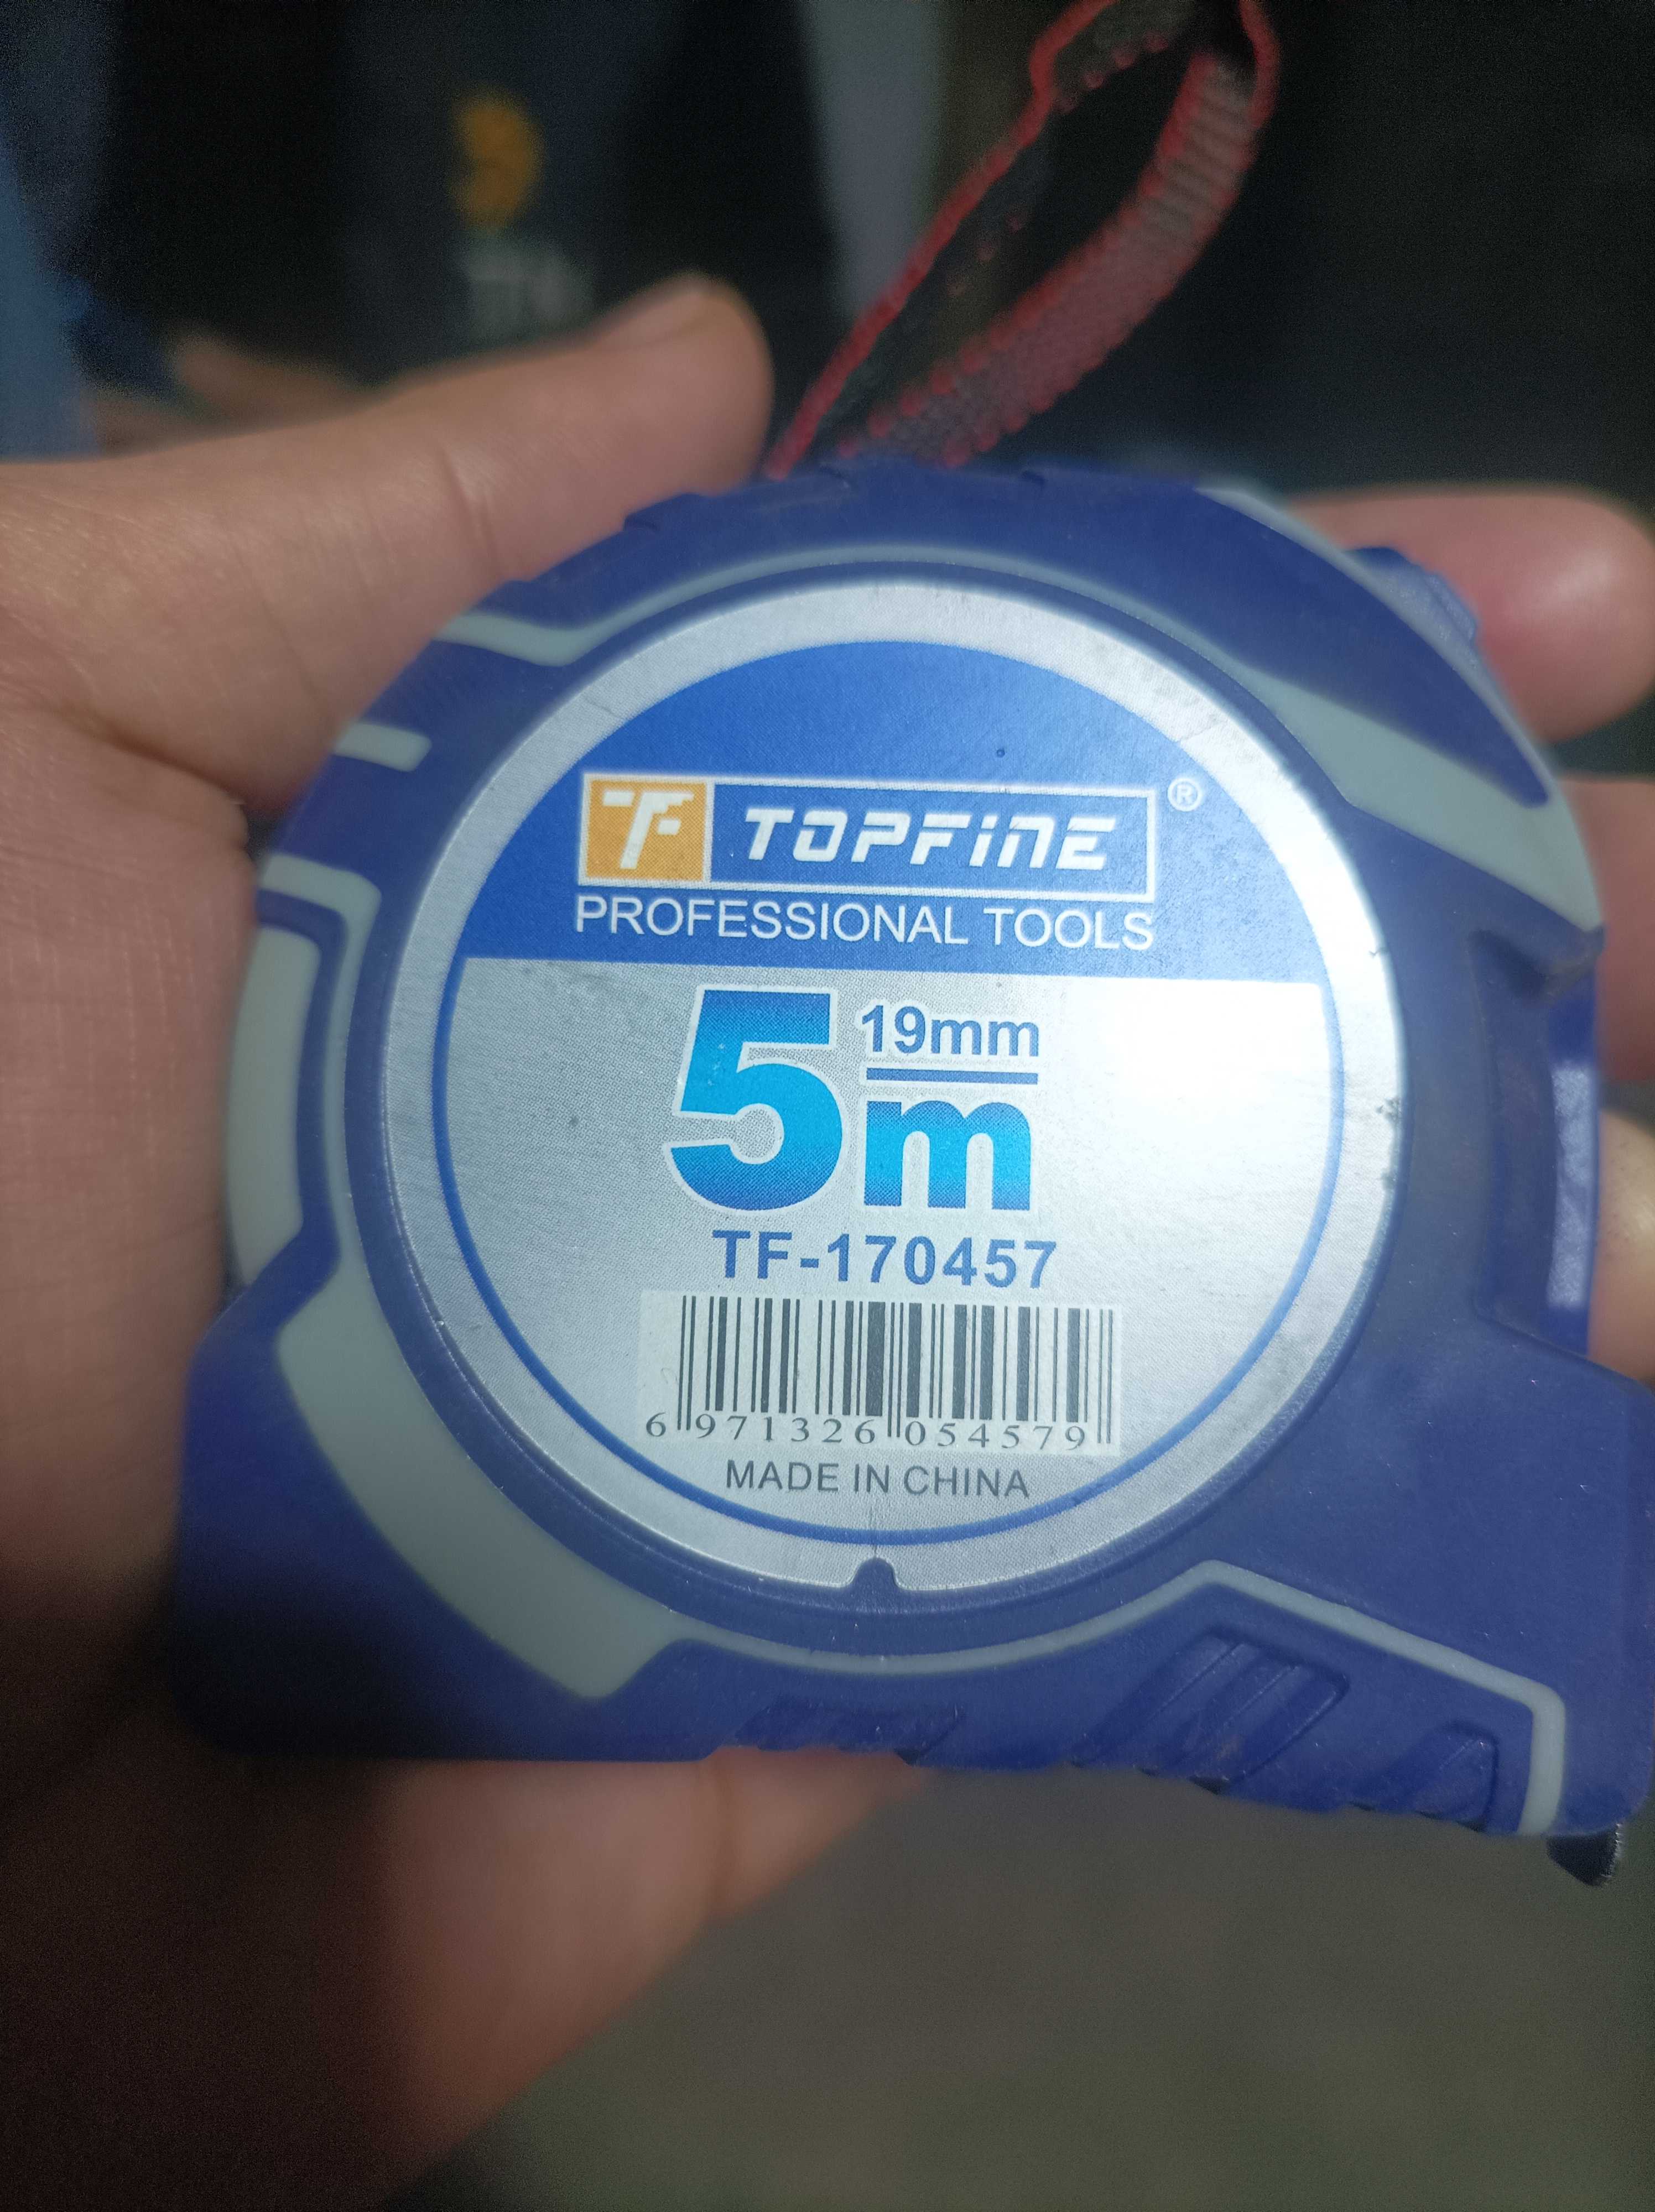 TF TOPFINE ®
PROFESSIONAL TOOLS
5 19mm
m
TF-170457
6 971326 054579
MADE IN CHINA